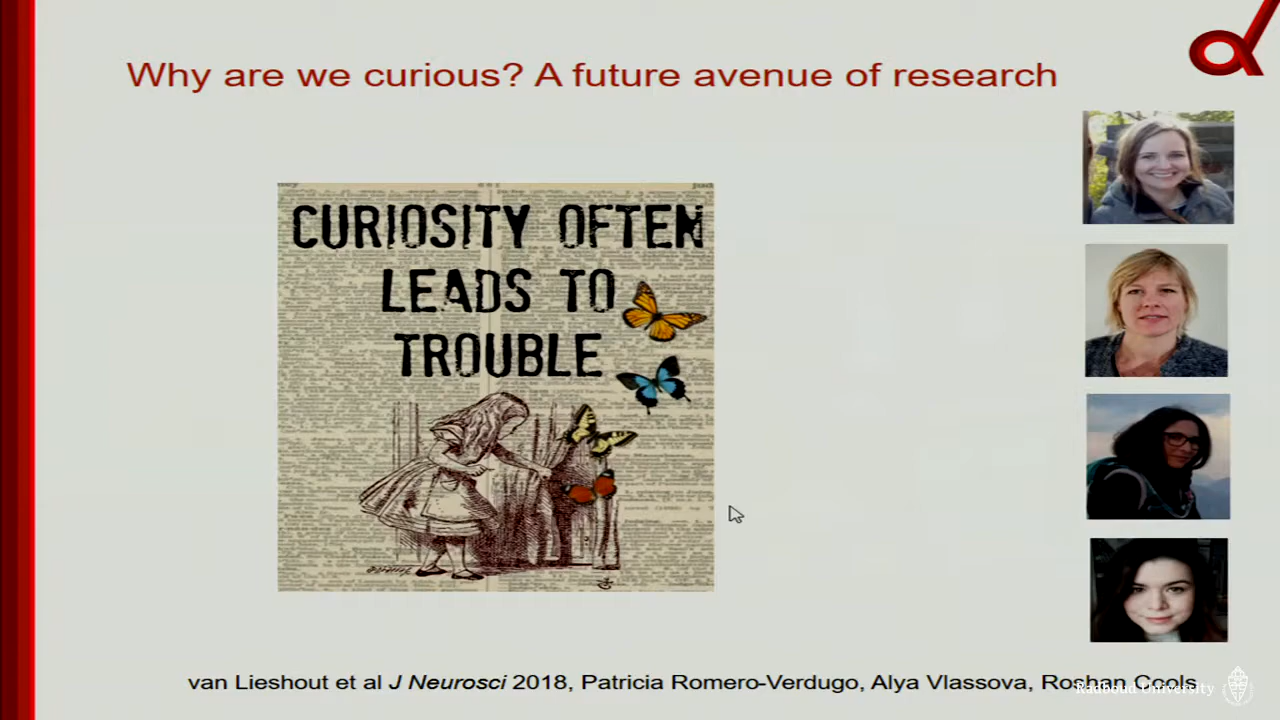 Why are we curious? A future avenue of research
CURIOSITY OFTEN
LEADS TO
TROUBLE
van Lieshout et al J Neurosci 2018, Patricia Romero-Verdugo, Alya Vlassova, Roshan Cools
Radboud University